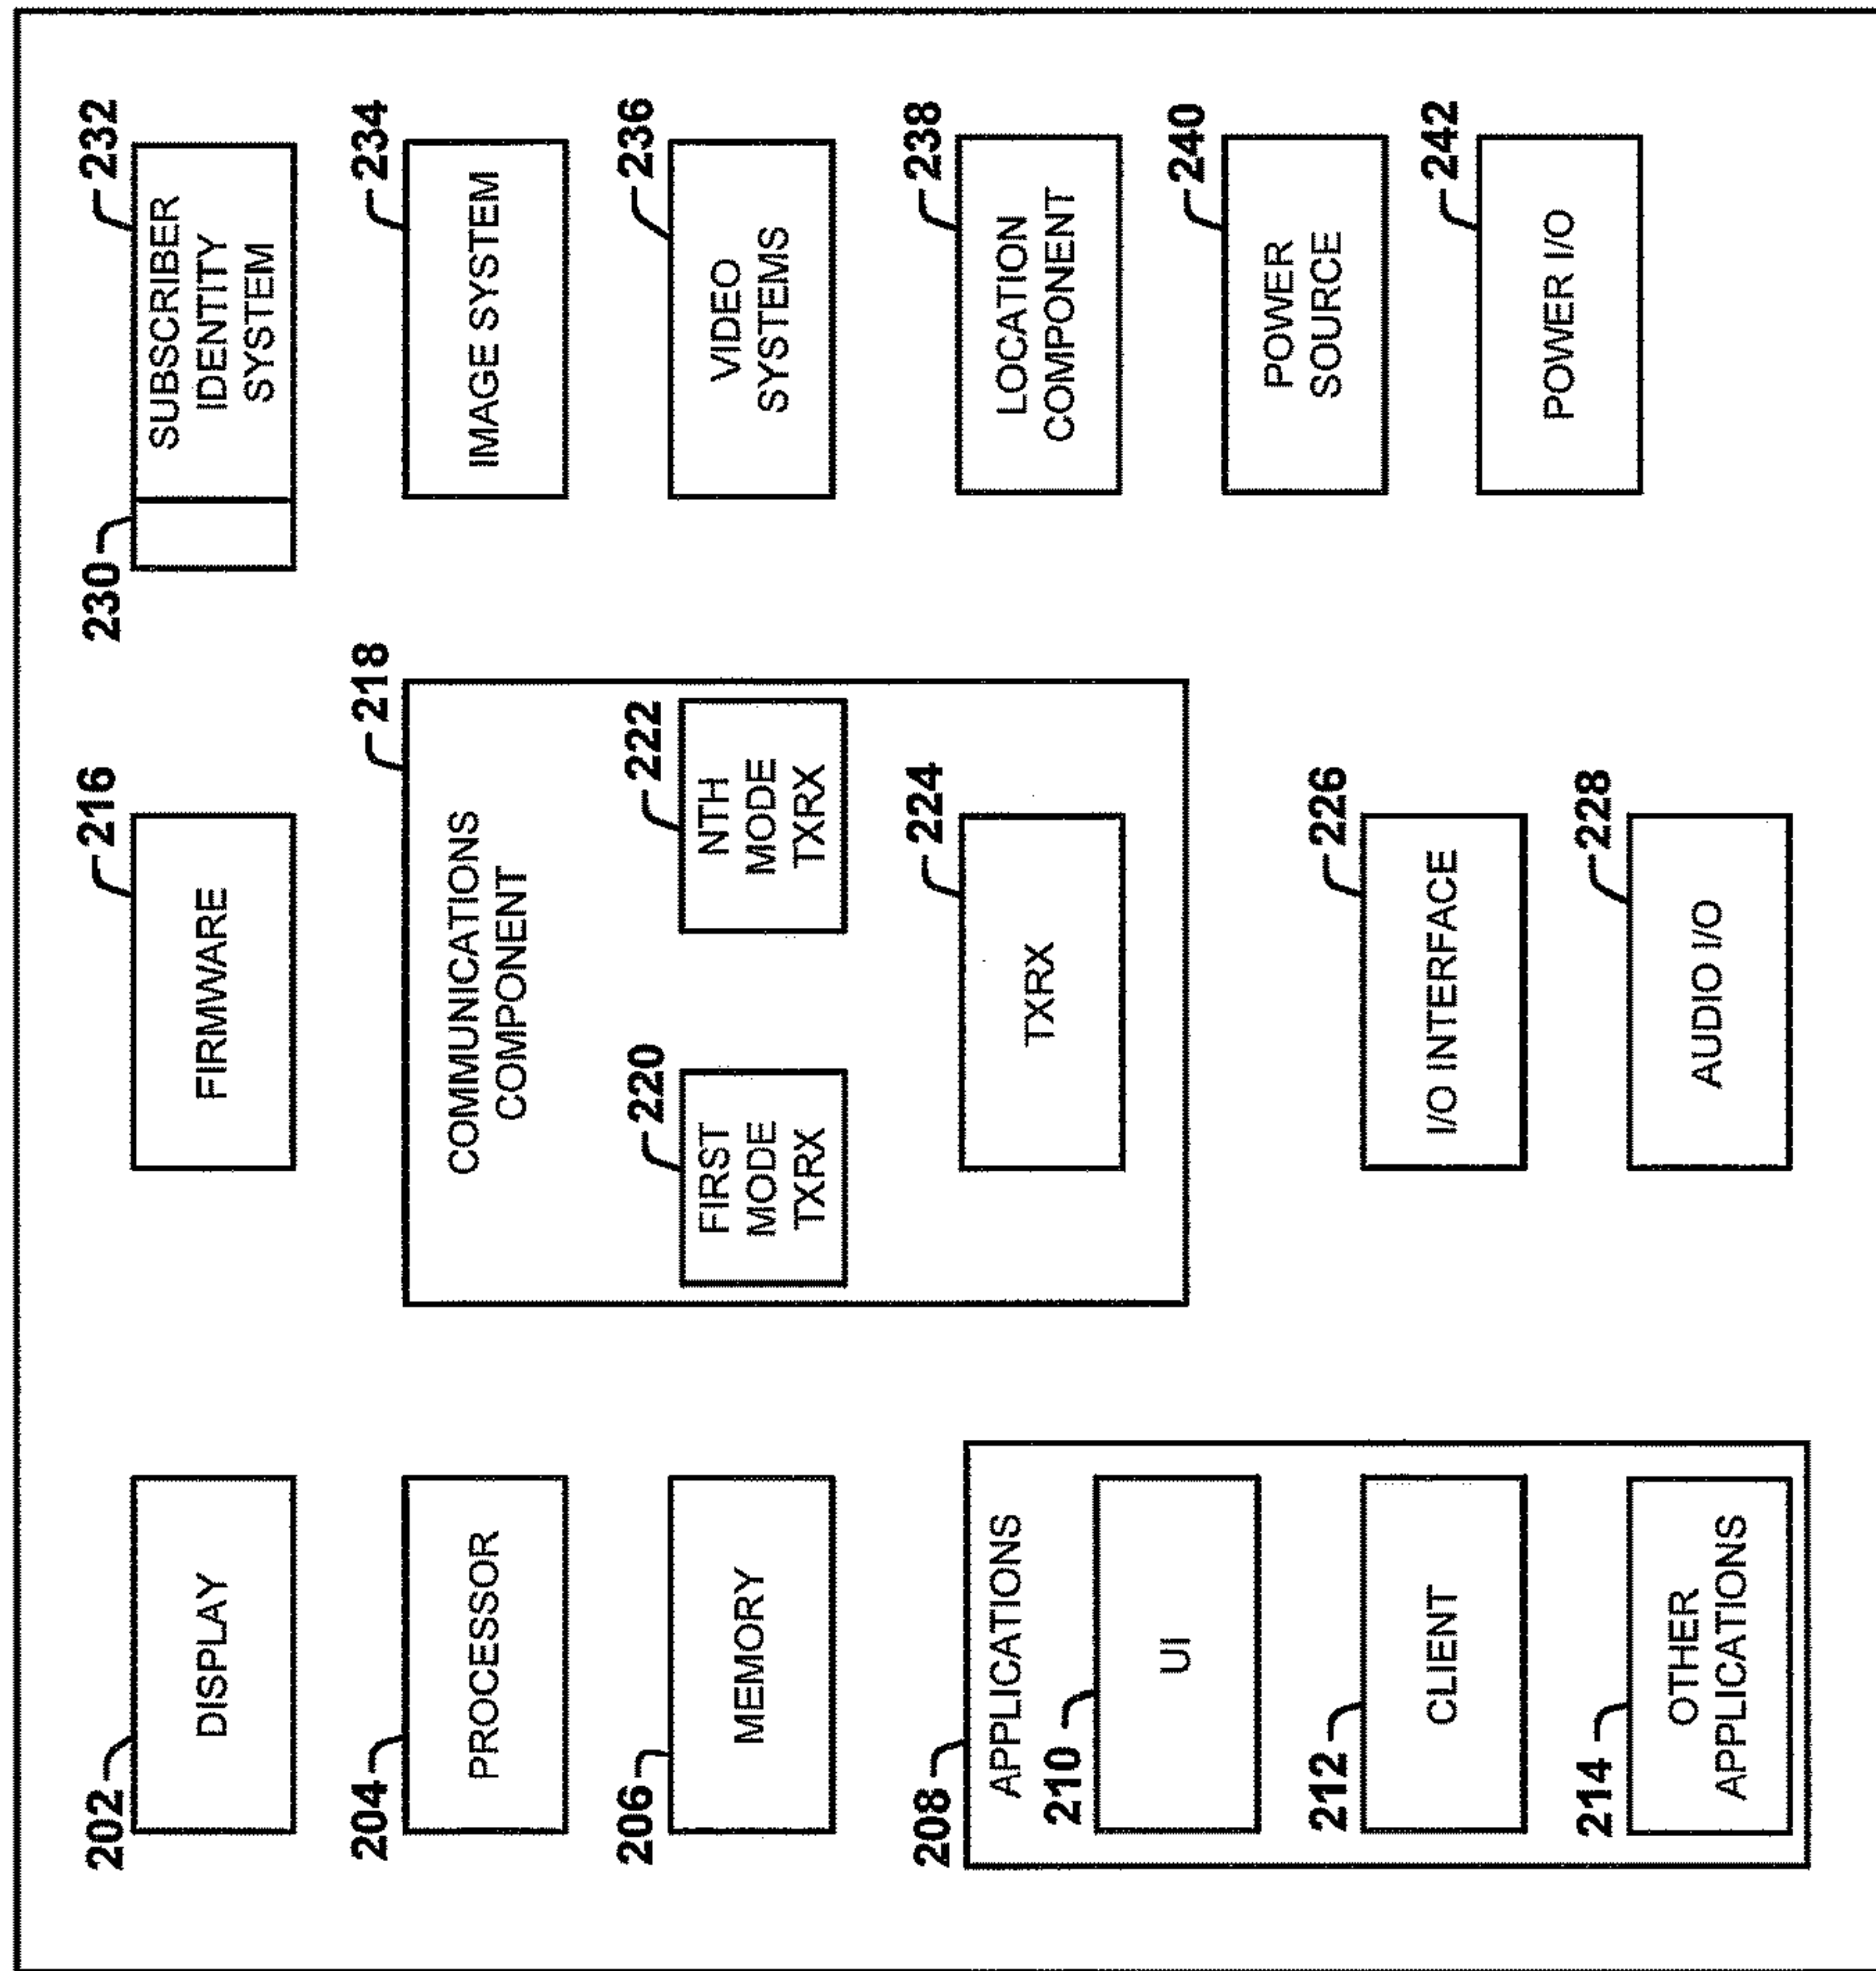 202
DISPLAY
204
PROCESSOR
206
MEMORY
208
APPLICATIONS
210
UI
212
CLIENT
214
OTHER
APPLICATIONS
216
FIRMWARE
218
COMMUNICATIONS
COMPONENT
220
FIRST
MODE
TXRX
222
NTH
MODE
TXRX
224
TXRX
226
I/O INTERFACE
228
AUDIO I/O
230
232
SUBSCRIBER
IDENTITY
SYSTEM
234
IMAGE SYSTEM
236
VIDEO
SYSTEMS
238
LOCATION
COMPONENT
240
POWER
SOURCE
242
POWER I/O